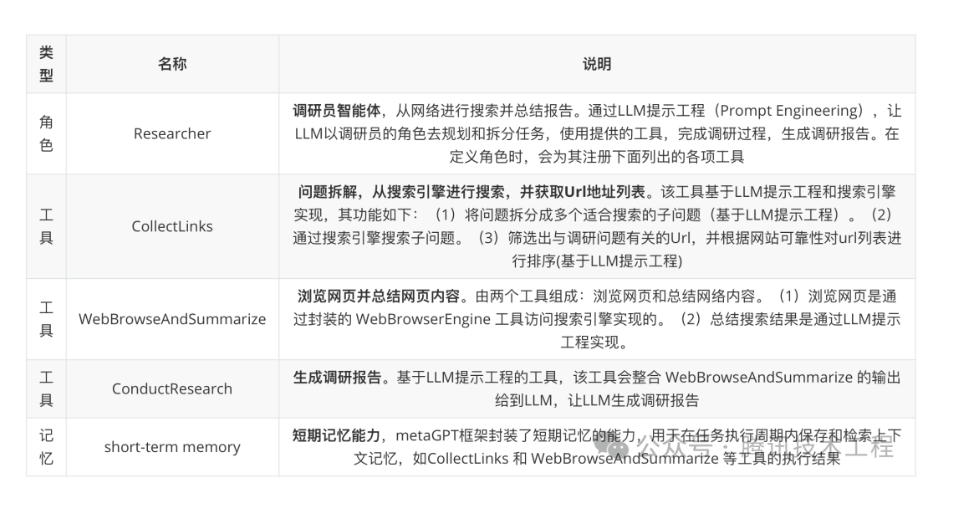 类型 名称 说明
角色 Researcher 调研员智能体，从网络进行搜索并总结报告。通过LLM提示工程（Prompt Engineering），让
LLM以调研员的角色去规划和拆分任务，使用提供的工具，完成调研过程，生成调研报告。在
定义角色时，会为其注册下面列出的各项工具
工具 CollectLinks 问题拆解，从搜索引擎进行搜索，并获取Url地址列表。该工具基于LLM提示工程和搜索引擎
实现，其功能如下：（1）将问题拆分成多个适合搜索的子问题（基于LLM提示工程）。（2）
通过搜索引擎搜索子问题。（3）筛选出与调研问题有关的Url，并根据网站可靠性对url列表进
行排序(基于LLM提示工程)
工具 WebBrowseAndSummarize 浏览网页并总结网页内容。由两个工具组成：浏览网页和总结网络内容。（1）浏览网页是通
过封装的 WebBrowserEngine 工具访问搜索引擎实现的。（2）总结搜索结果是通过LLM提示
工程实现。
工具 ConductResearch 生成调研报告。基于LLM提示工程的工具，该工具会整合 WebBrowseAndSummarize 的输出
给到LLM，让LLM生成调研报告
记忆 short-term memory 短期记忆能力，metaGPT框架封装了短期记忆的能力，用于在任务执行周期内保存和检索上下
文记忆，如CollectLinks 和 WebBrowseAndSummarize 等工具的执行结果
公众号 · 腾讯技术工程